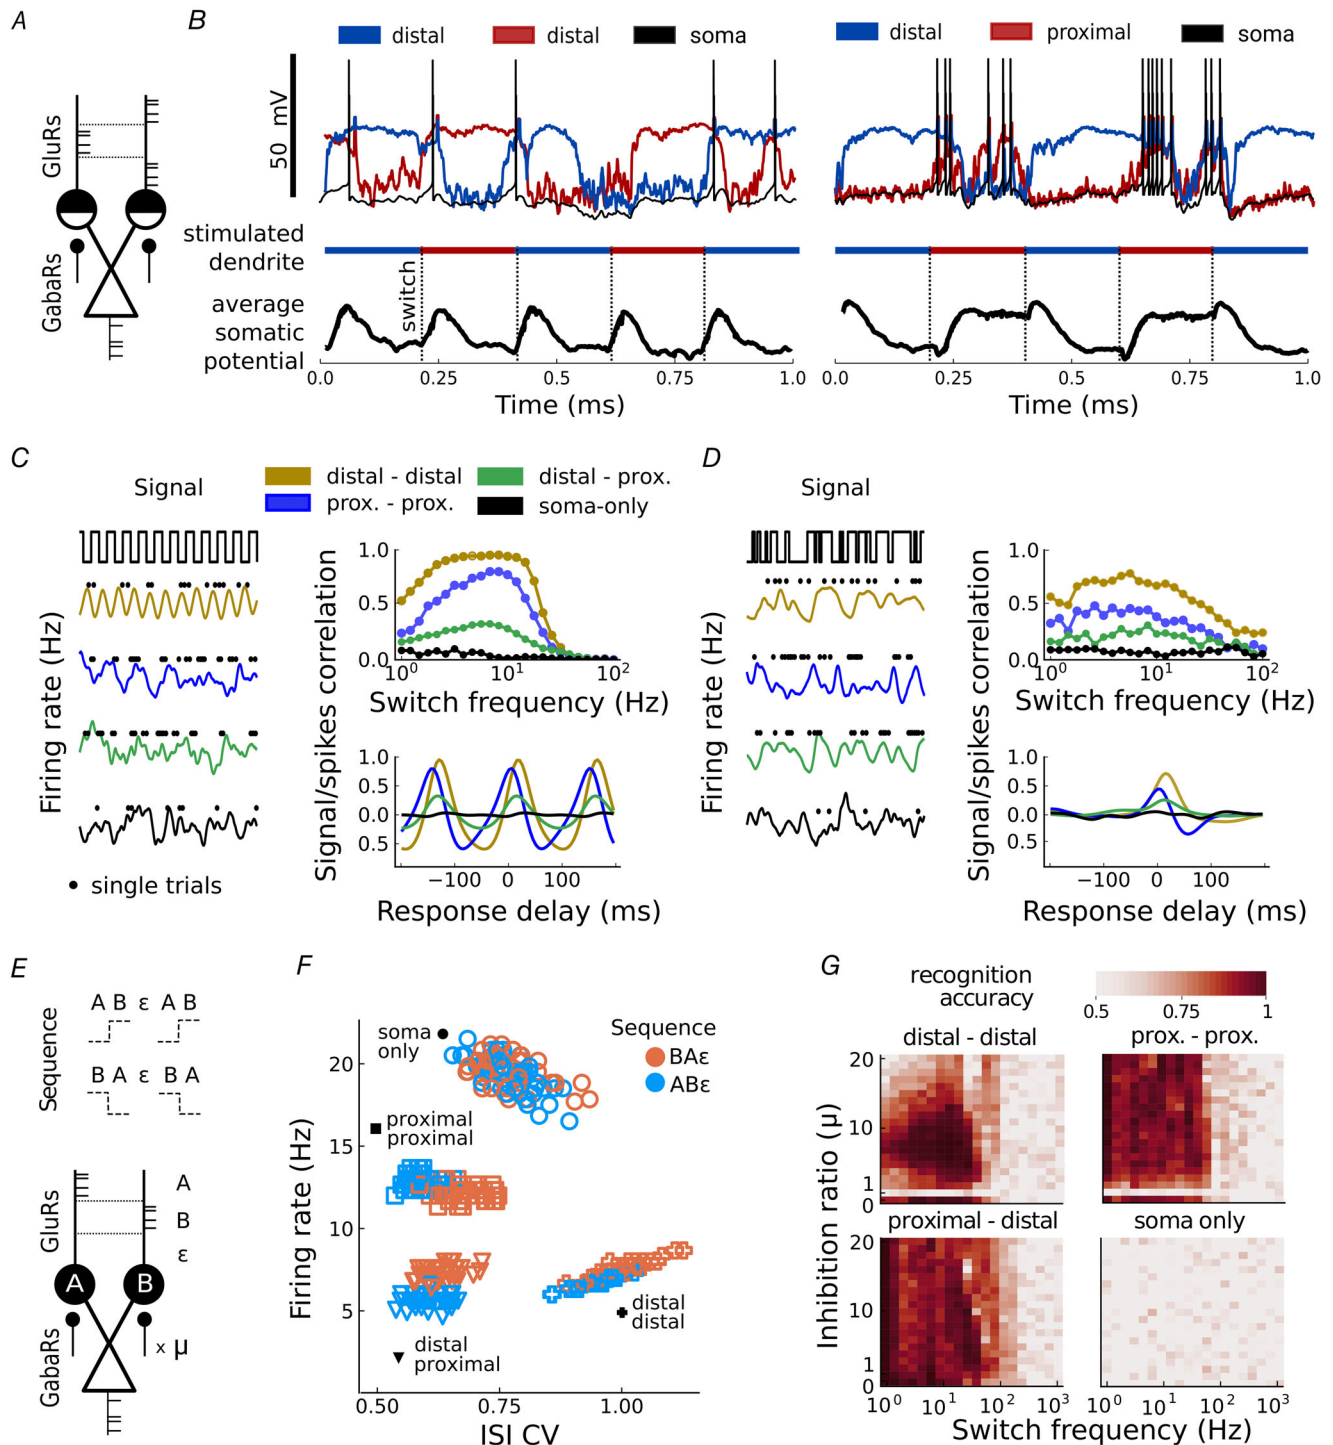 A
B
distal
distal
soma
distal
proximal
soma
GluRs
GabaRs
50 mV
stimulated
dendrite
switch
average
somatic
potential
0.0
0.25
0.5
0.75
1.0
0.0
0.25
0.5
0.75
1.0
Time (ms)
Time (ms)
C
Signal
distal - distal
distal - prox.
prox. - prox.
soma-only
D
Signal
Firing rate (Hz)
Signal/spikes correlation
1.0
0.5
0.0
10⁰
10¹
10²
Switch frequency (Hz)
1.0
0.5
0.0
0.5
−100
0
100
Response delay (ms)
• single trials
Firing rate (Hz)
Signal/spikes correlation
1.0
0.5
0.0
10⁰
10¹
10²
Switch frequency (Hz)
1.0
0.5
0.0
0.5
−100
0
100
Response delay (ms)
E
Sequence
A B ε A B
B A ε B A
GluRs
A
B
ε
A
B
GabaRs
x μ
F
Firing rate (Hz)
20
15
10
5
0.50
0.75
1.00
ISI CV
soma
only
Sequence
BAε
ABε
proximal
proximal
distal
distal
distal
proximal
G
recognition
accuracy
0.5
0.75
1
distal - distal
prox. - prox.
Inhibition ratio (μ)
20
10
1
0
proximal - distal
soma only
20
10
1
0
10⁰
10¹
10²
10³
10⁰
10¹
10²
10³
Switch frequency (Hz)